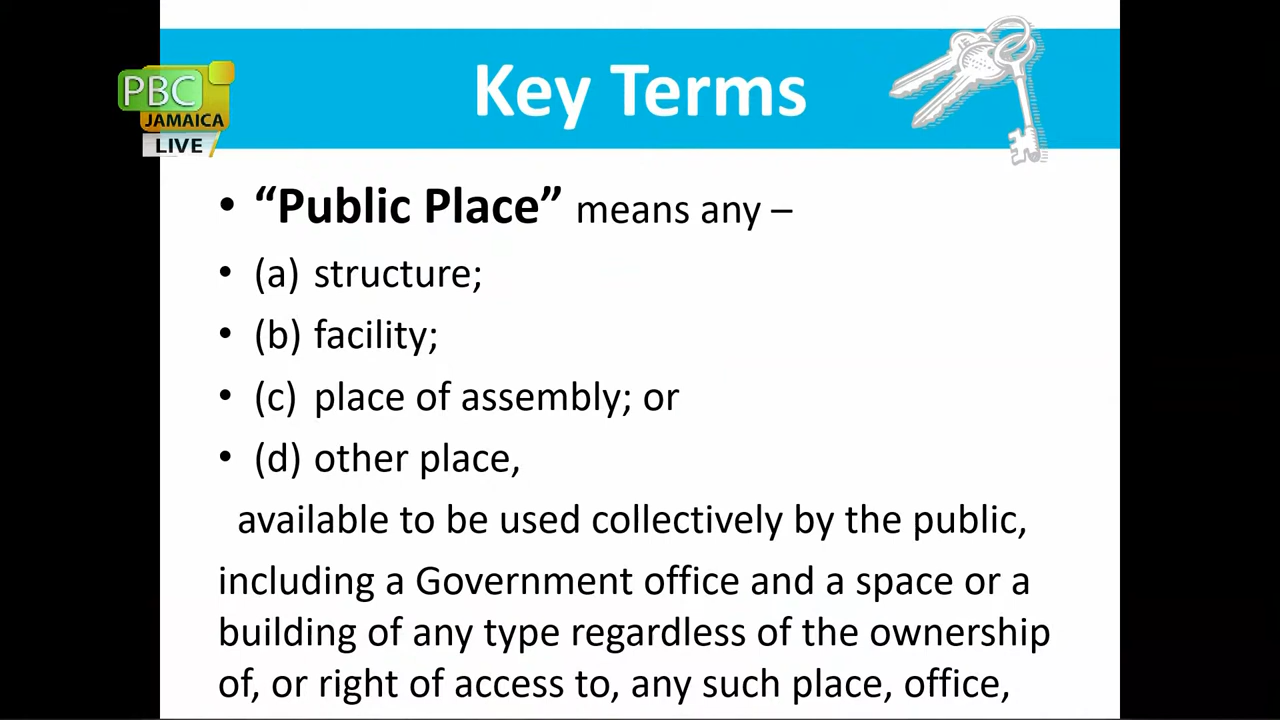 PBC
JAMAICA
LIVE
Key Terms
• “Public Place” means any –
• (a) structure;
• (b) facility;
• (c) place of assembly; or
• (d) other place,
available to be used collectively by the public,
including a Government office and a space or a
building of any type regardless of the ownership
of, or right of access to, any such place, office,